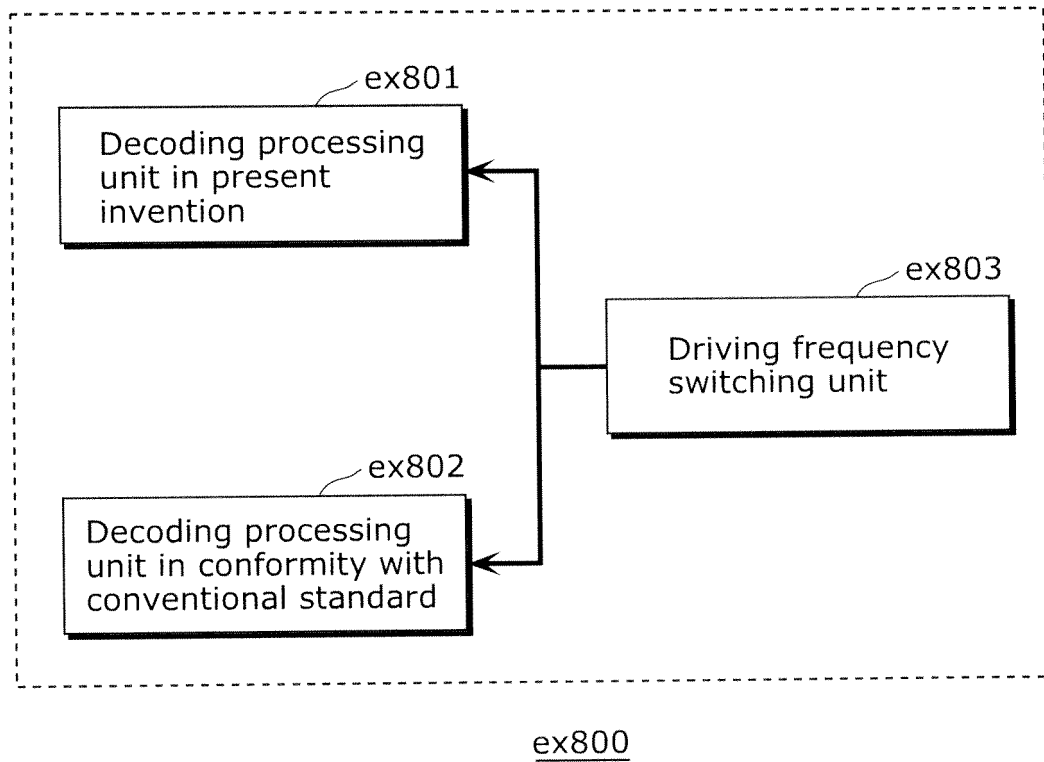 ex801
Decoding processing
unit in present
invention
ex803
Driving frequency
switching unit
ex802
Decoding processing
unit in conformity with
conventional standard
ex800